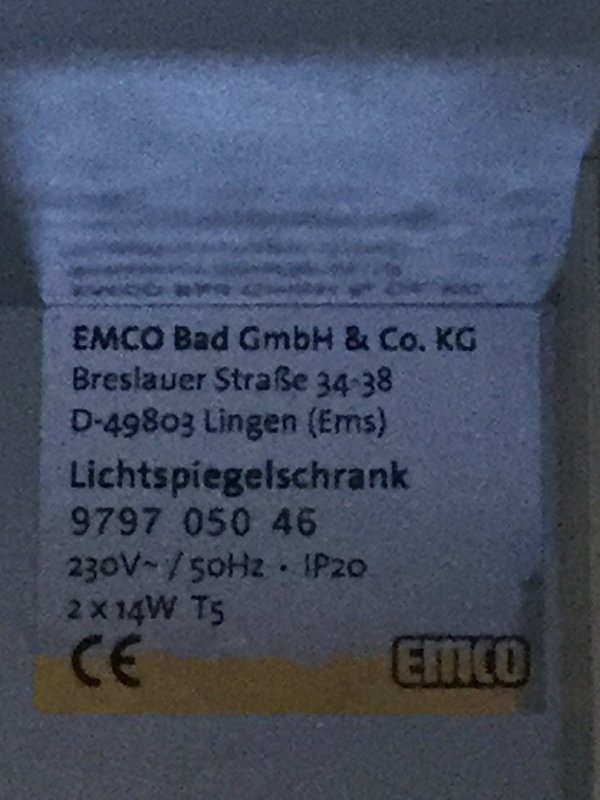 EMCO Bad GmbH & Co. KG
Breslauer Straße 34-38
D-49803 Lingen (Ems)
Lichtspiegelschrank
9797 050 46
230V~ / 50Hz · IP20
2 x 14W T5
CE EMCO